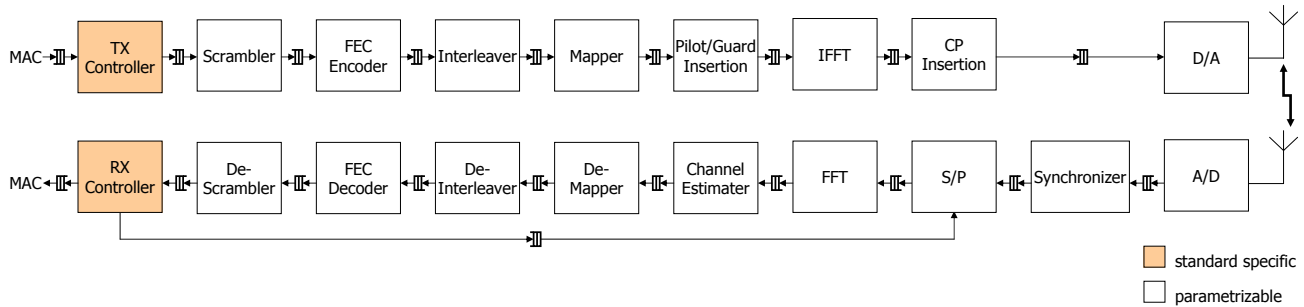 MAC
TX
Controller
Scrambler
FEC
Encoder
Interleaver
Mapper
Pilot/Guard
Insertion
IFFT
CP
Insertion
D/A
MAC
RX
Controller
De-
Scrambler
FEC
Decoder
De-
Interleaver
De-
Mapper
Channel
Estimater
FFT
S/P
Synchronizer
A/D
standard specific
parametrizable